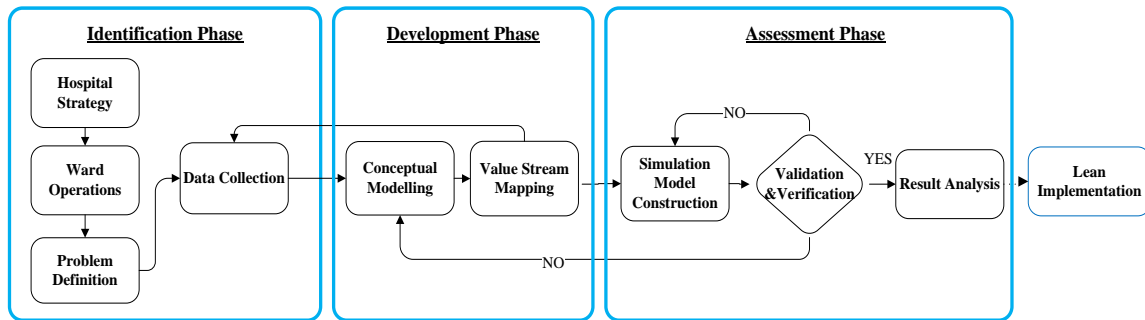 Identification Phase
Hospital
Strategy
Ward
Operations
Problem
Definition
Data Collection
Development Phase
Conceptual
Modelling
Value Stream
Mapping
Assessment Phase
NO
Simulation
Model
Construction
Validation
&Verification
YES
Result Analysis
NO
Lean
Implementation